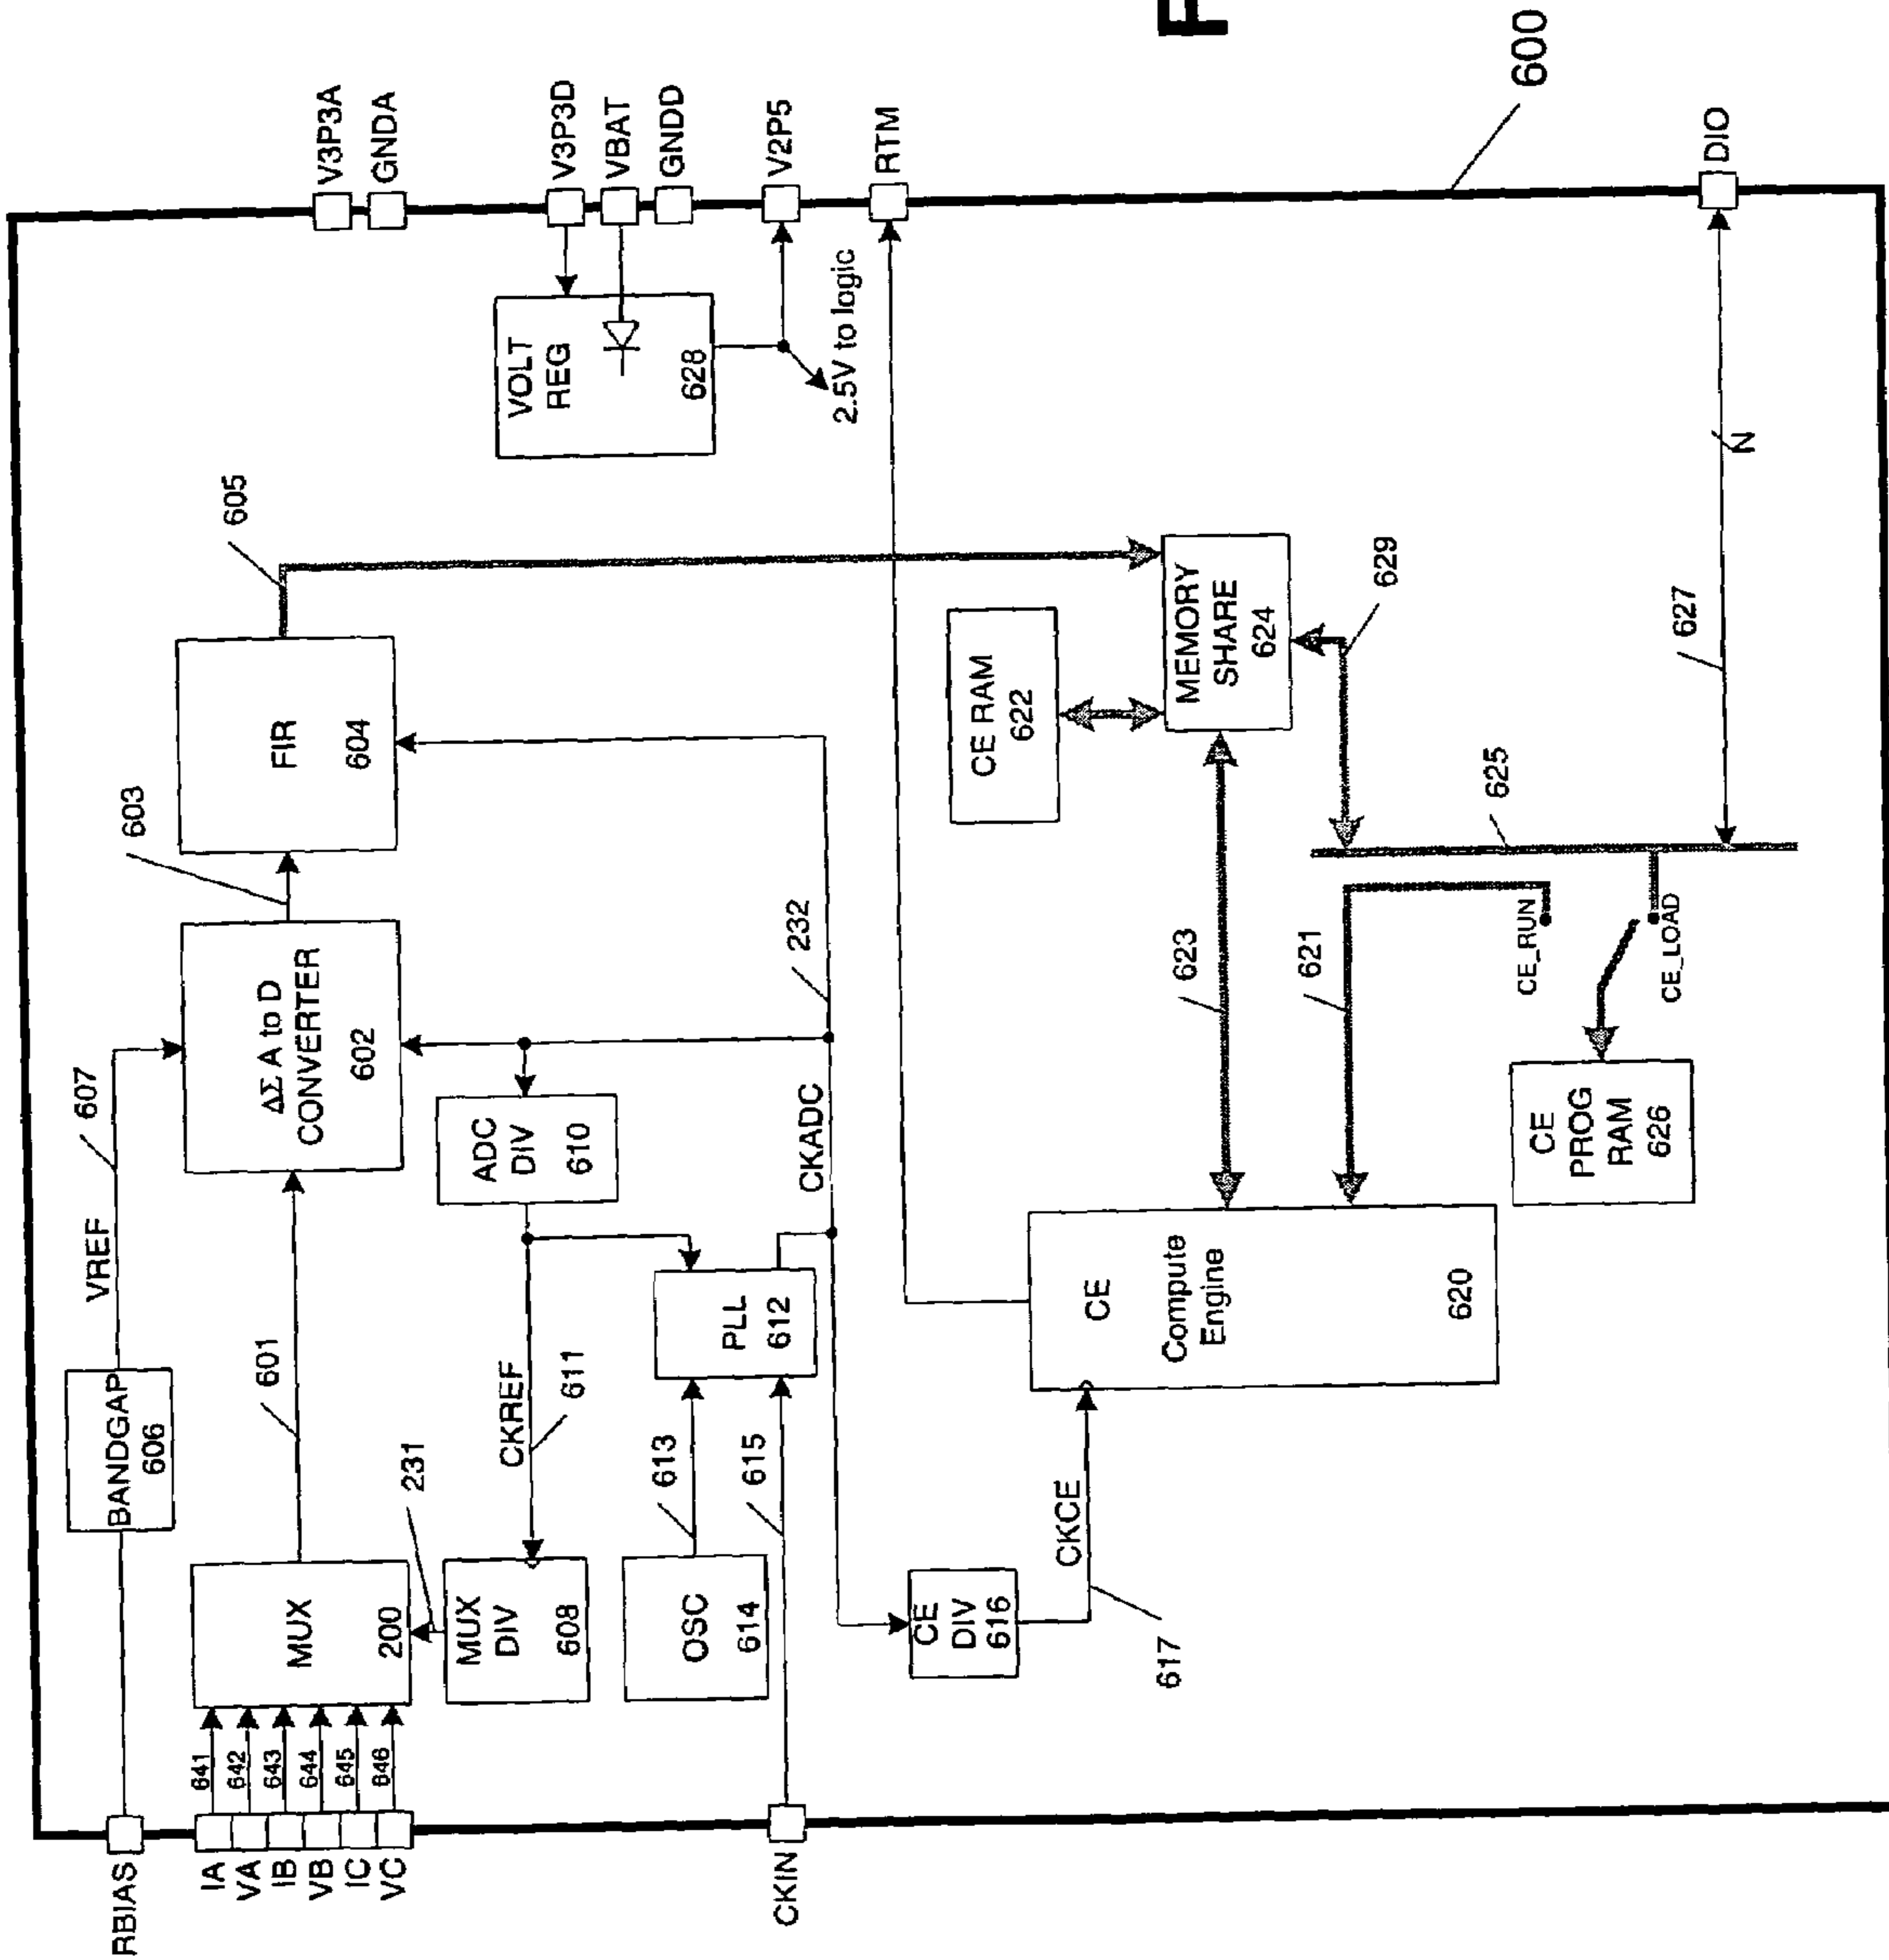 RBIAS
IA
VA
IB
VB
IC
VC
CKIN
641
642
643
644
645
646
BANDGAP
606
VREF
607
MUX
200
601
ΔΣ A to D
CONVERTER
602
603
FIR
604
605
231
MUX
DIV
608
CKREF
611
ADC
DIV
610
OSC
614
613
615
PLL
612
CKADC
232
CE
DIV
616
CKCE
617
CE
Compute
Engine
620
623
621
CE RAM
622
MEMORY
SHARE
624
629
CE_RUN
CE_LOAD
625
CE
PROG
RAM
626
627
N
VOLT
REG
628
2.5V to logic
V3P3A
GNDA
V3P3D
VBAT
GNDD
V2P5
RTM
DIO
600